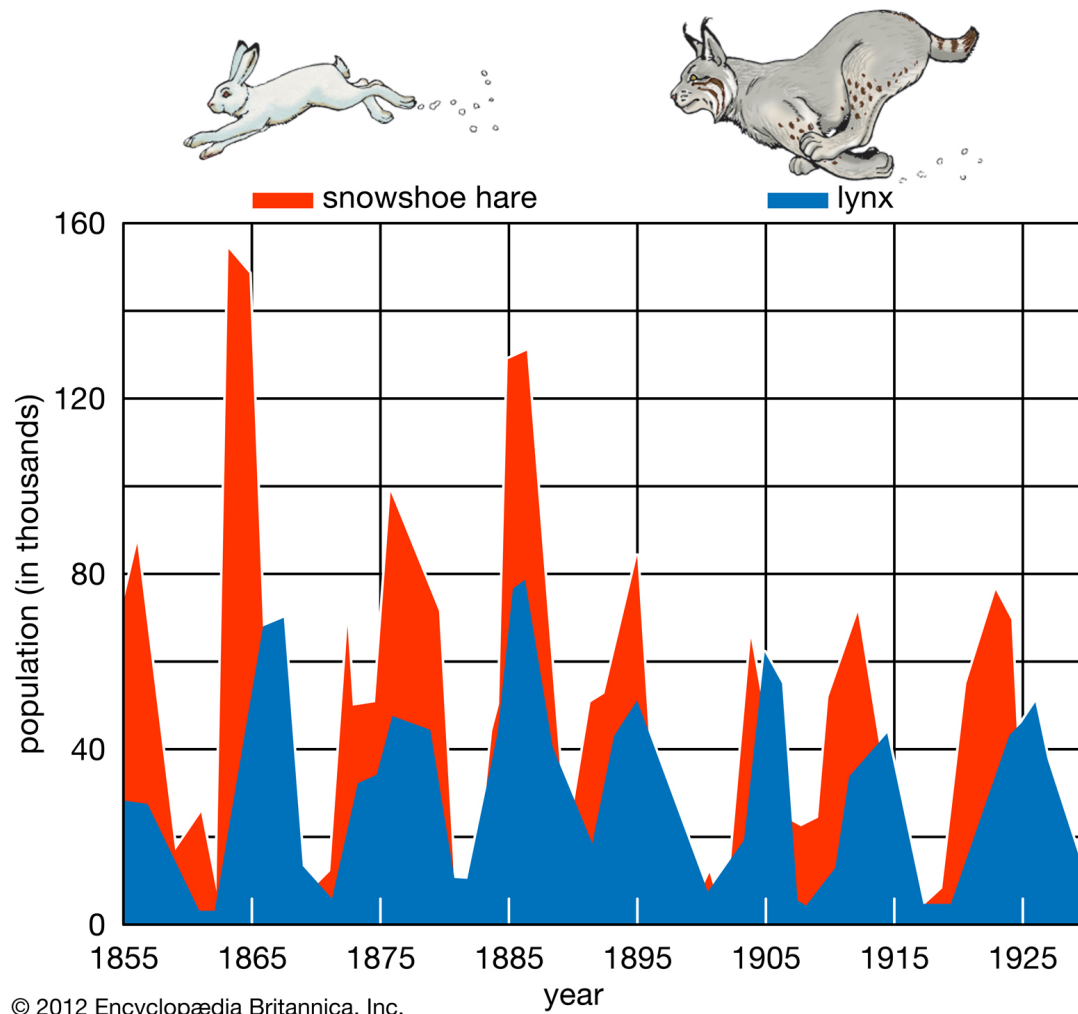 snowshoe hare
lynx
population (in thousands)
160
120
80
40
0
1855 1865 1875 1885 1895 1905 1915 1925
year
© 2012 Encyclopædia Britannica, Inc.